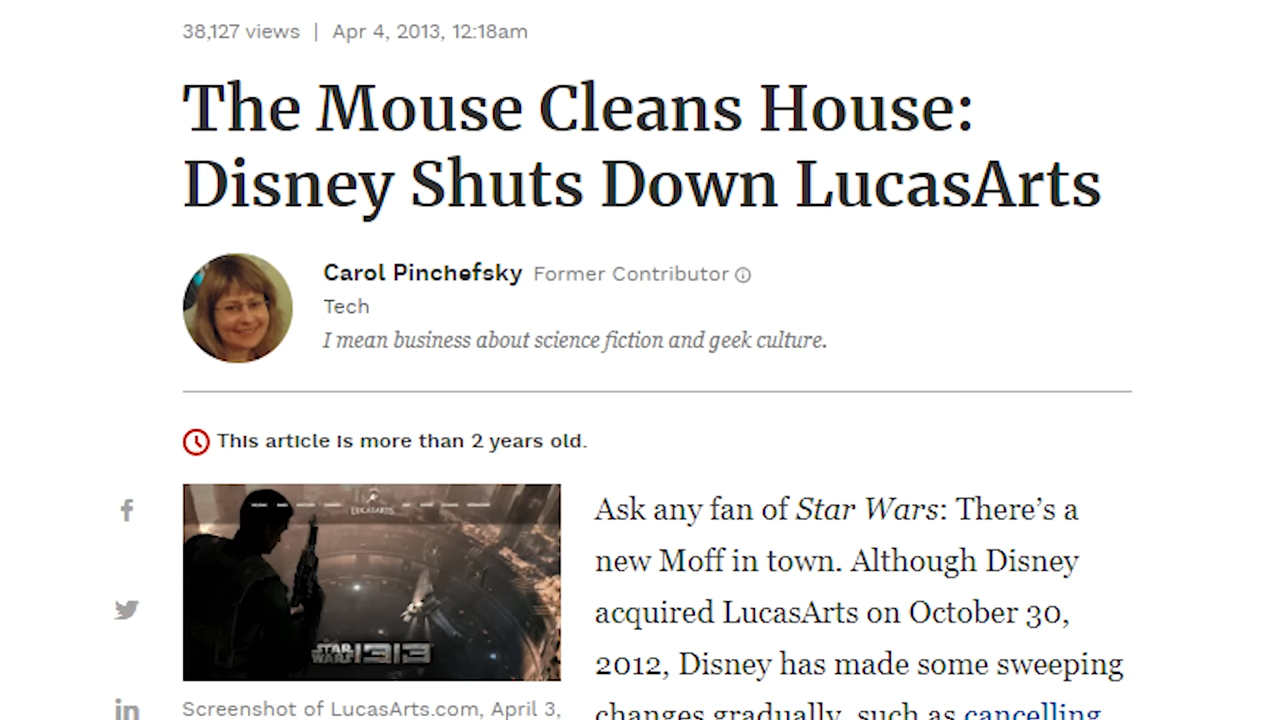 38,127 views | Apr 4, 2013, 12:18am
The Mouse Cleans House:
Disney Shuts Down LucasArts
Carol Pinchefsky Former Contributor
Tech
I mean business about science fiction and geek culture.
This article is more than 2 years old.
LUCASARTS
STAR WARS 1313
Screenshot of LucasArts.com, April 3,
Ask any fan of Star Wars: There’s a
new Moff in town. Although Disney
acquired LucasArts on October 30,
2012, Disney has made some sweeping
changes gradually, such as cancelling